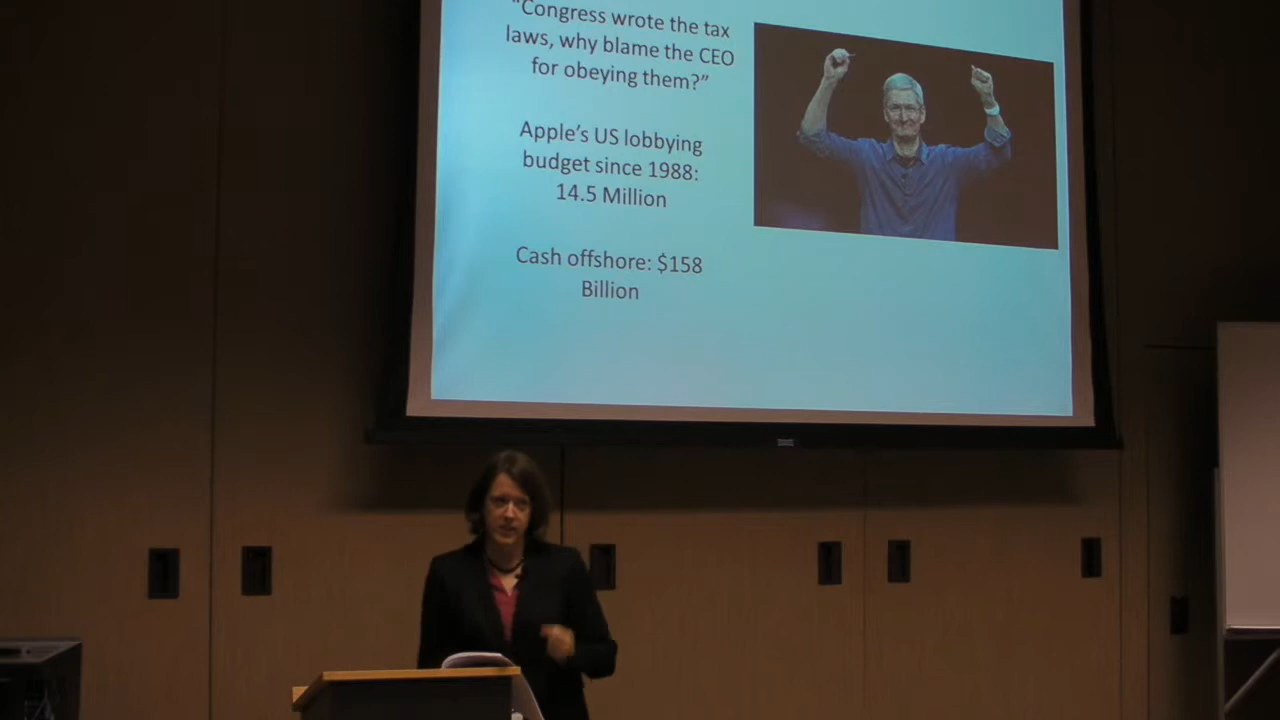 "Congress wrote the tax
laws, why blame the CEO
for obeying them?"
Apple's US lobbying
budget since 1988:
14.5 Million
Cash offshore: $158
Billion